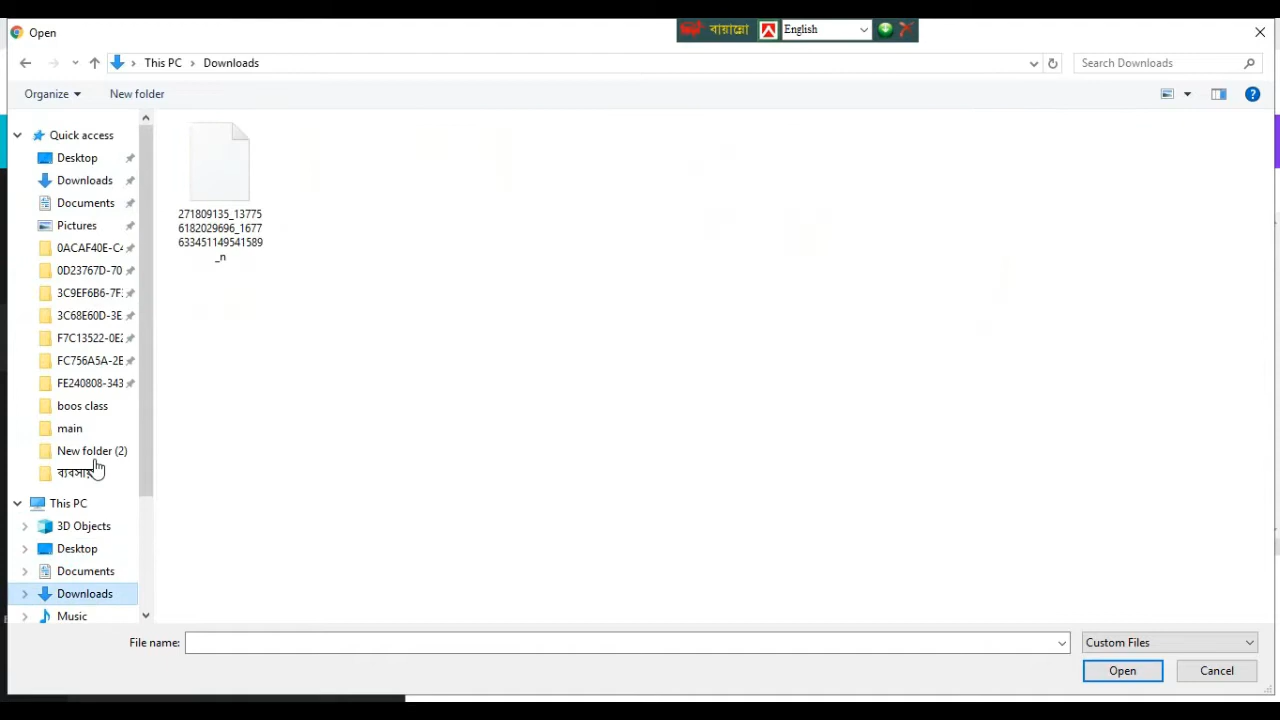 Open
বায়ান্নো
English
This PC
Downloads
Search Downloads
Organize
New folder
Quick access
Desktop
Downloads
Documents
Pictures
0ACAF40E-C4
0D23767D-70
3C9EF6B6-7F
3C68E60D-3E
F7C13522-0E2
FC756A5A-2E
FE240808-343
boos class
main
New folder (2)
This PC
3D Objects
Desktop
Documents
Downloads
Music
271809135_13775
6182029696_1677
633451149541589
_n
File name:
Custom Files
Open
Cancel